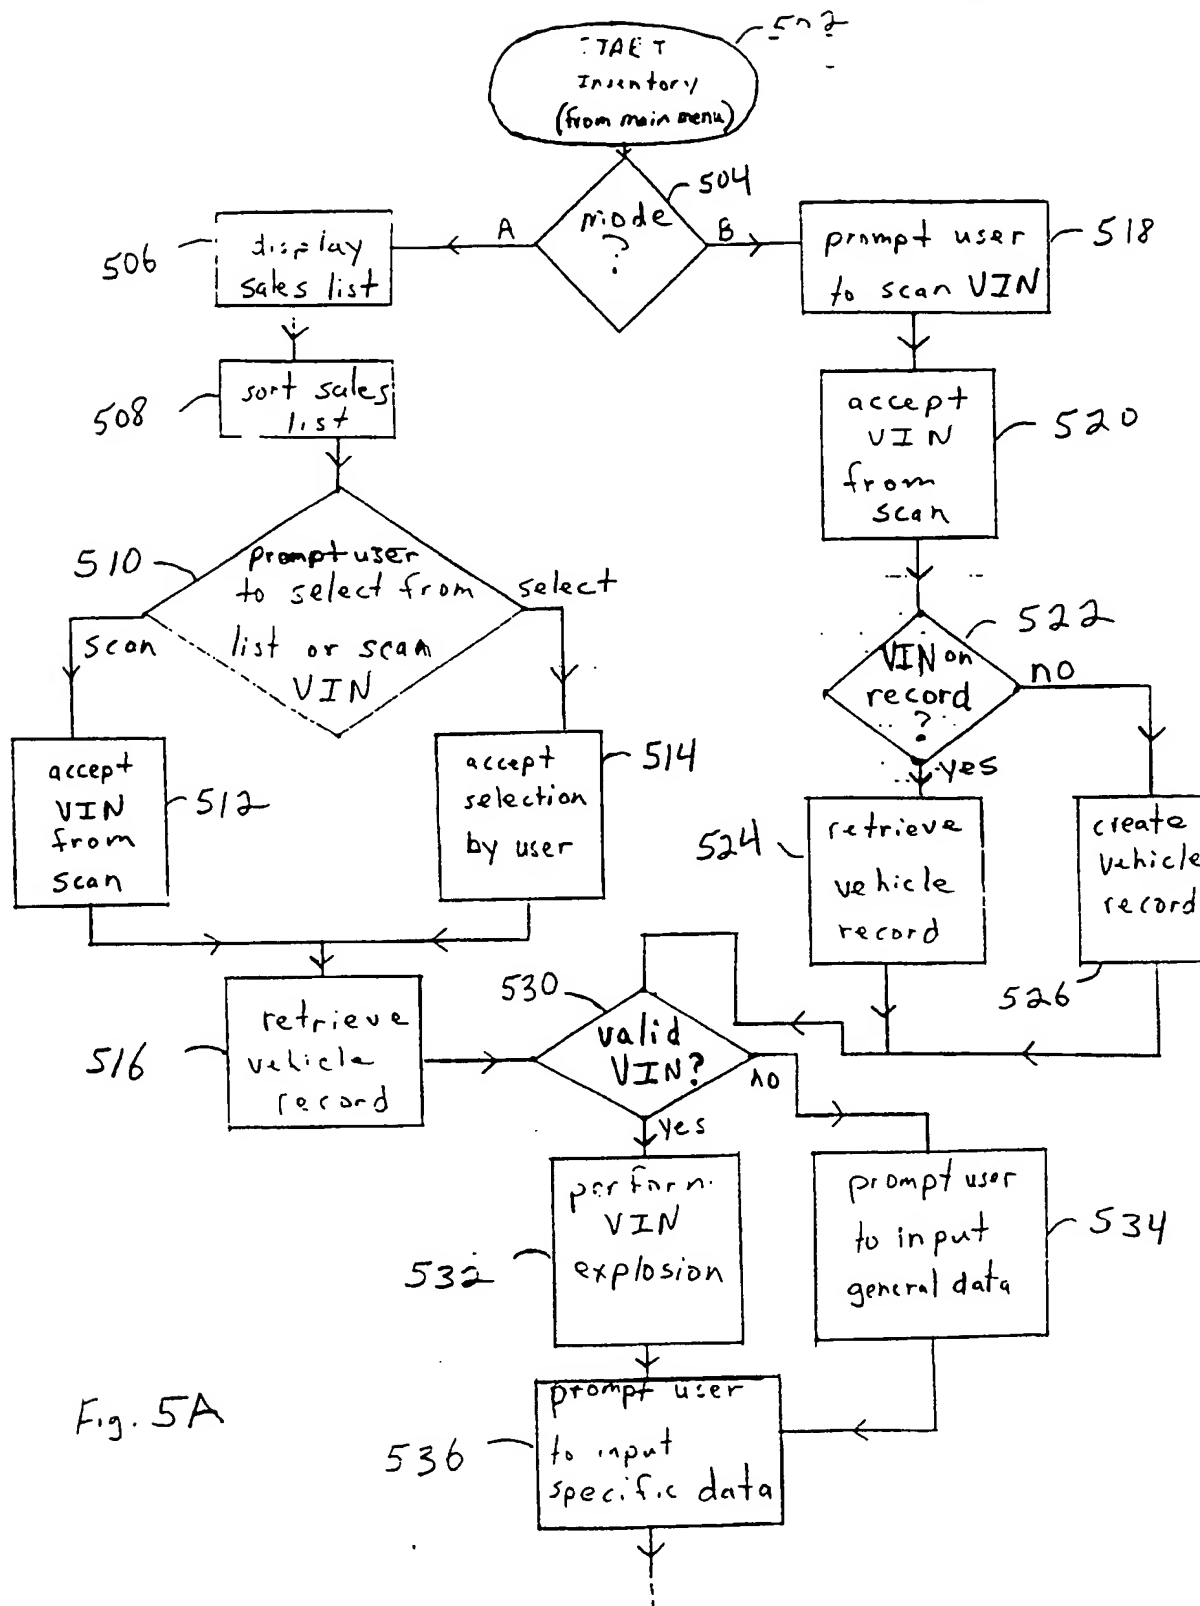 502
START
Inventory
(from main menu)
504
mode
?
A
B
506
display
sales list
prompt user
to scan VIN
518
508
sort sales
list
accept
VIN
from
scan
520
510
prompt user
to select from
list or scan
VIN
scan
select
522
VIN on
record
?
no
yes
accept
VIN
from
scan
512
accept
selection
by user
514
524
retrieve
vehicle
record
create
vehicle
record
526
516
retrieve
vehicle
record
530
valid
VIN?
no
yes
532
perform
VIN
explosion
prompt user
to input
general data
534
Fig. 5A
536
prompt user
to input
specific data